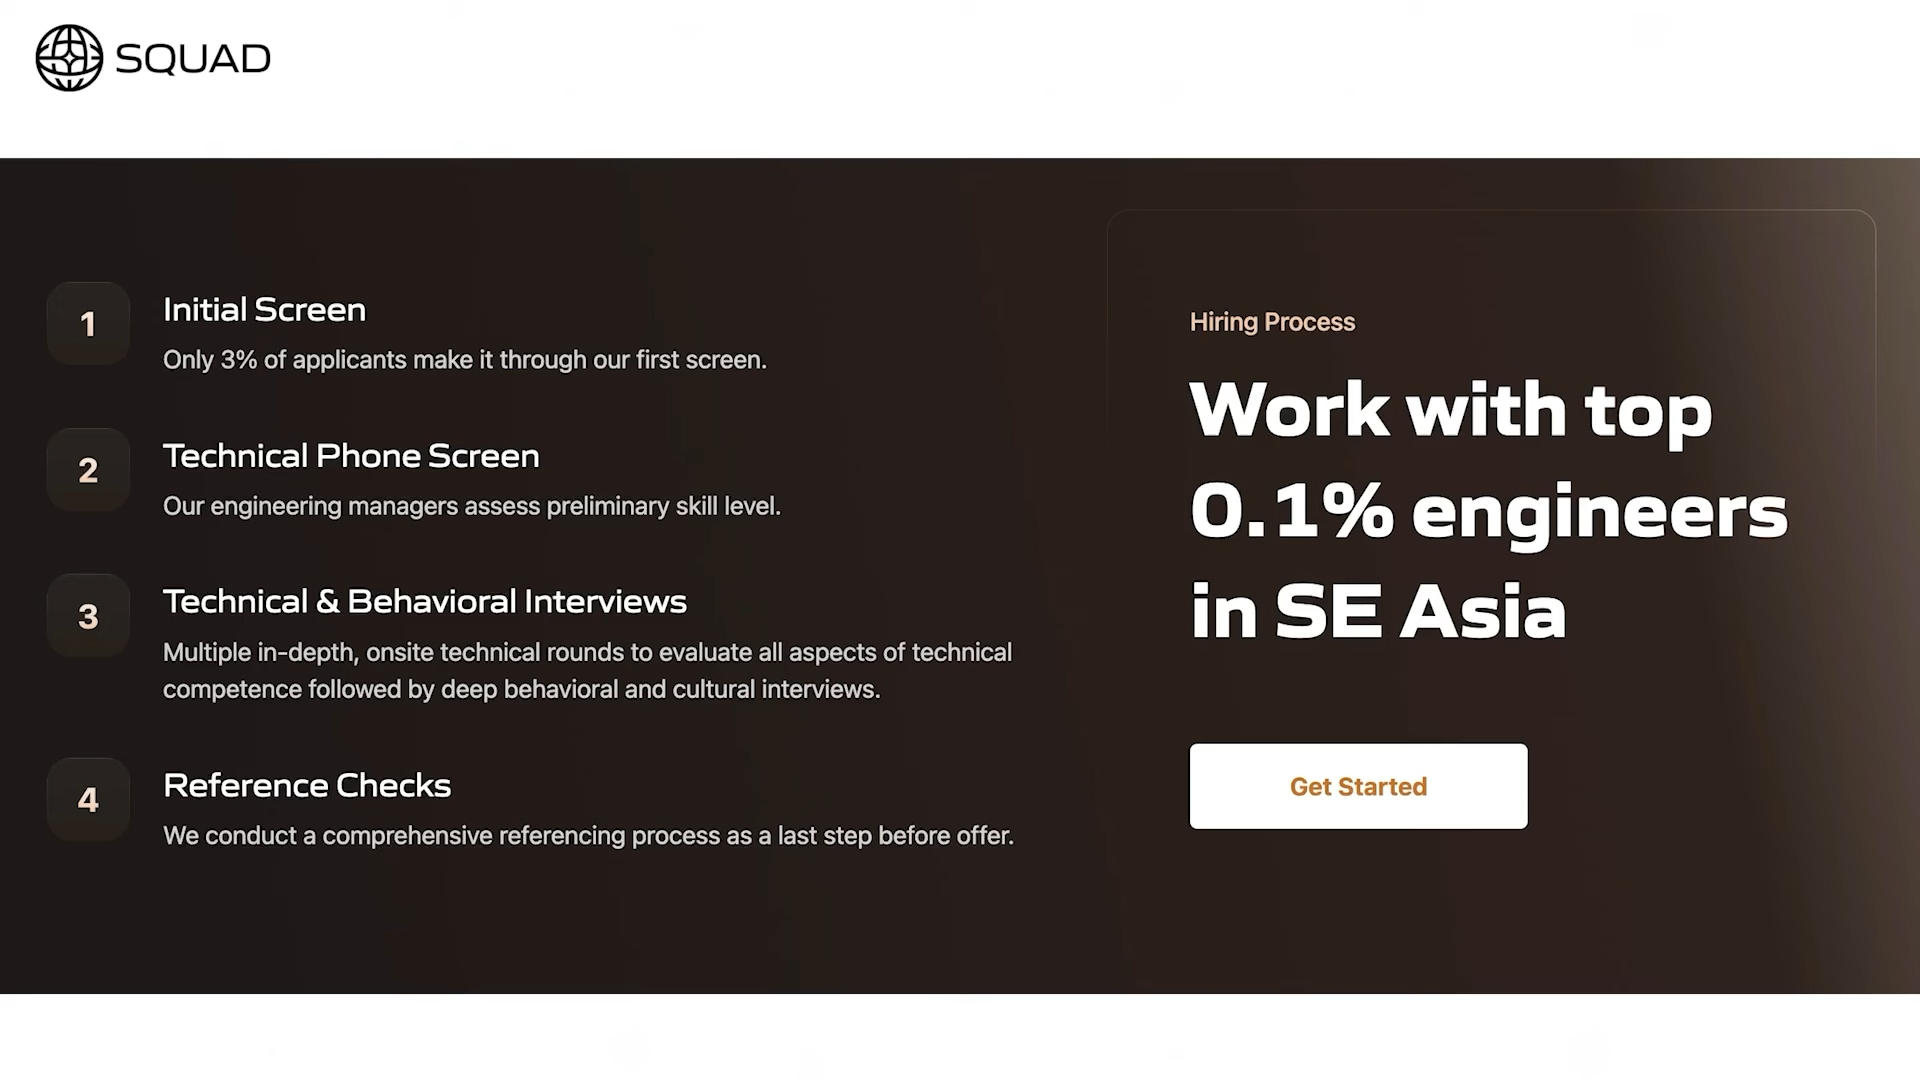 SQUAD
1
Initial Screen
Only 3% of applicants make it through our first screen.
2
Technical Phone Screen
Our engineering managers assess preliminary skill level.
3
Technical & Behavioral Interviews
Multiple in-depth, onsite technical rounds to evaluate all aspects of technical
competence followed by deep behavioral and cultural interviews.
4
Reference Checks
We conduct a comprehensive referencing process as a last step before offer.
Hiring Process
Work with top
0.1% engineers
in SE Asia
Get Started